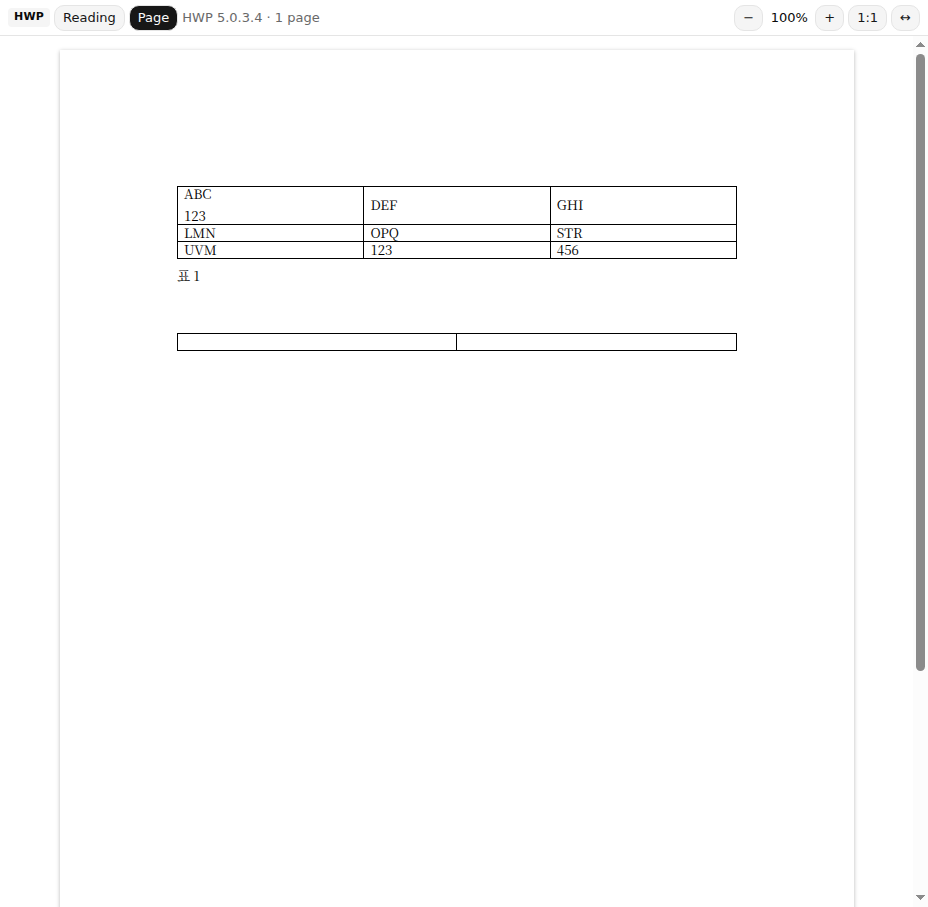 HWP Reading Page HWP 5.0.3.4 · 1 page − 100% + 1:1 ↔
ABC
123
DEF
GHI
LMN OPQ STR
UVM 123 456
표 1